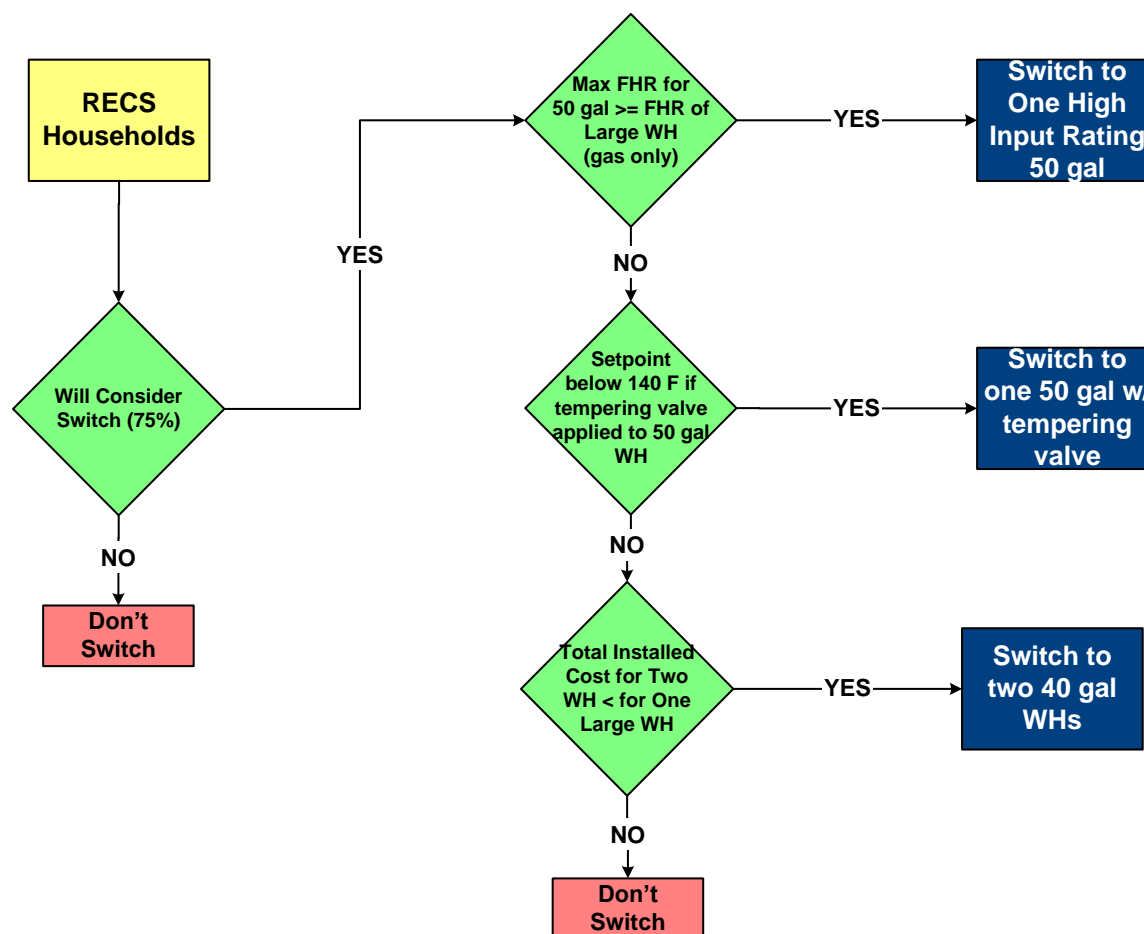 RECS
Households
Will Consider
Switch (75%)
NO
Don’t
Switch
YES
Max FHR for
50 gal >= FHR of
Large WH
(gas only)
YES
Switch to
One High
Input Rating
50 gal
NO
Setpoint
below 140 F if
tempering valve
applied to 50 gal
WH
YES
Switch to
one 50 gal w/
tempering
valve
NO
Total Installed
Cost for Two
WH < for One
Large WH
YES
Switch to
two 40 gal
WHs
NO
Don’t
Switch